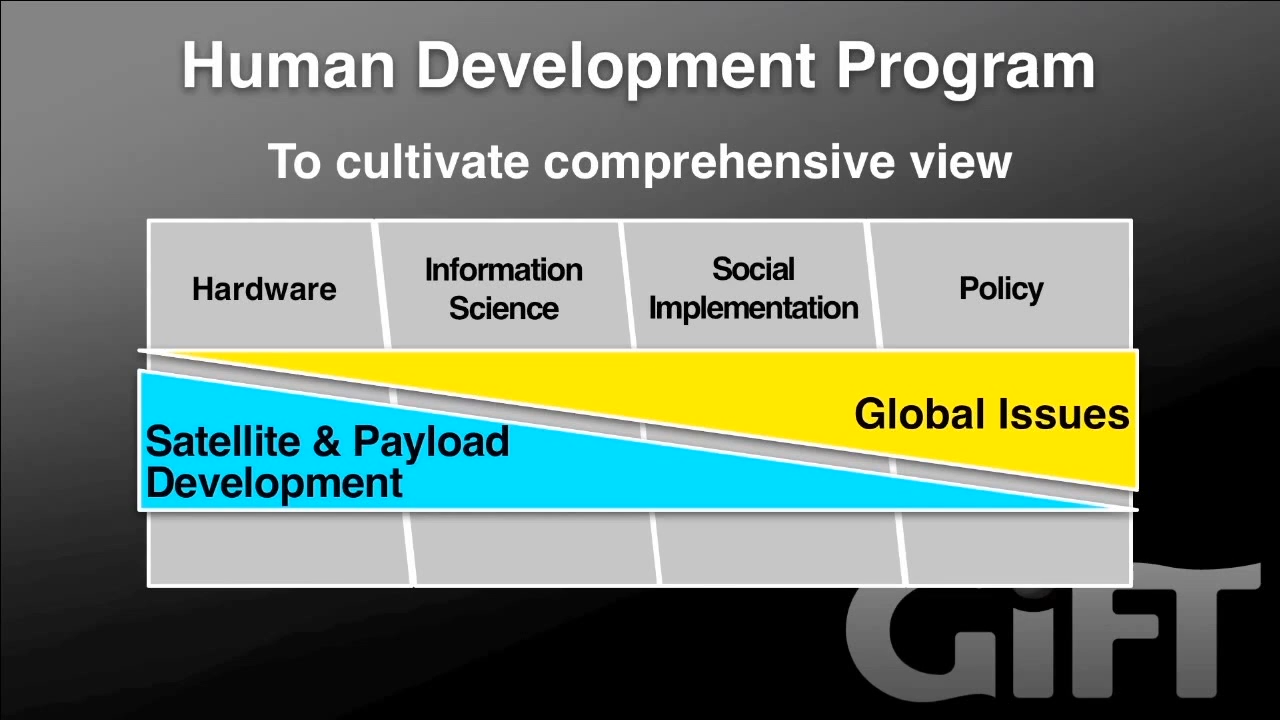 Human Development Program
To cultivate comprehensive view
Hardware
Information
Science
Social
Implementation
Policy
Global Issues
Satellite & Payload
Development
GiFT